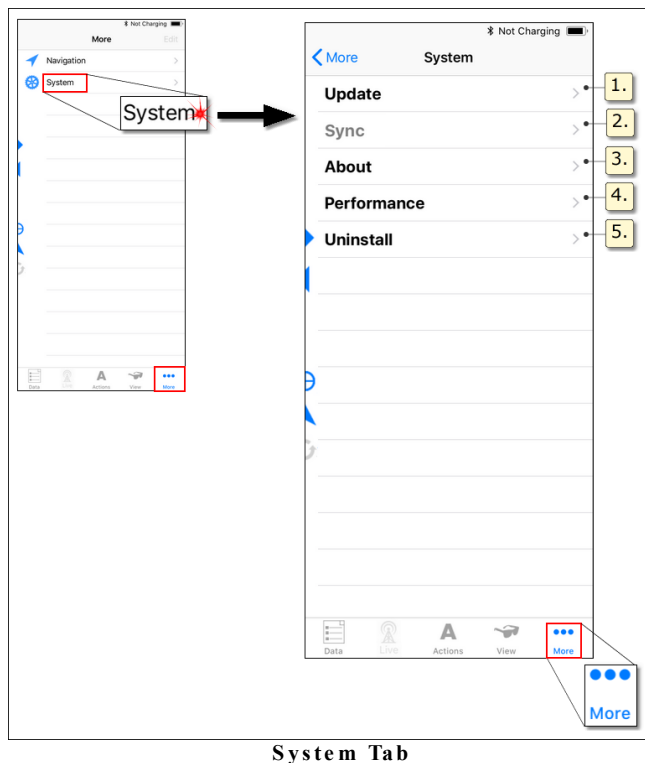 Not Charging
More Edit
Navigation
System
System
Data Live Actions View More
Not Charging
More System
Update 1.
Sync 2.
About 3.
Performance 4.
Uninstall 5.
Data Live Actions View More
More
System Tab